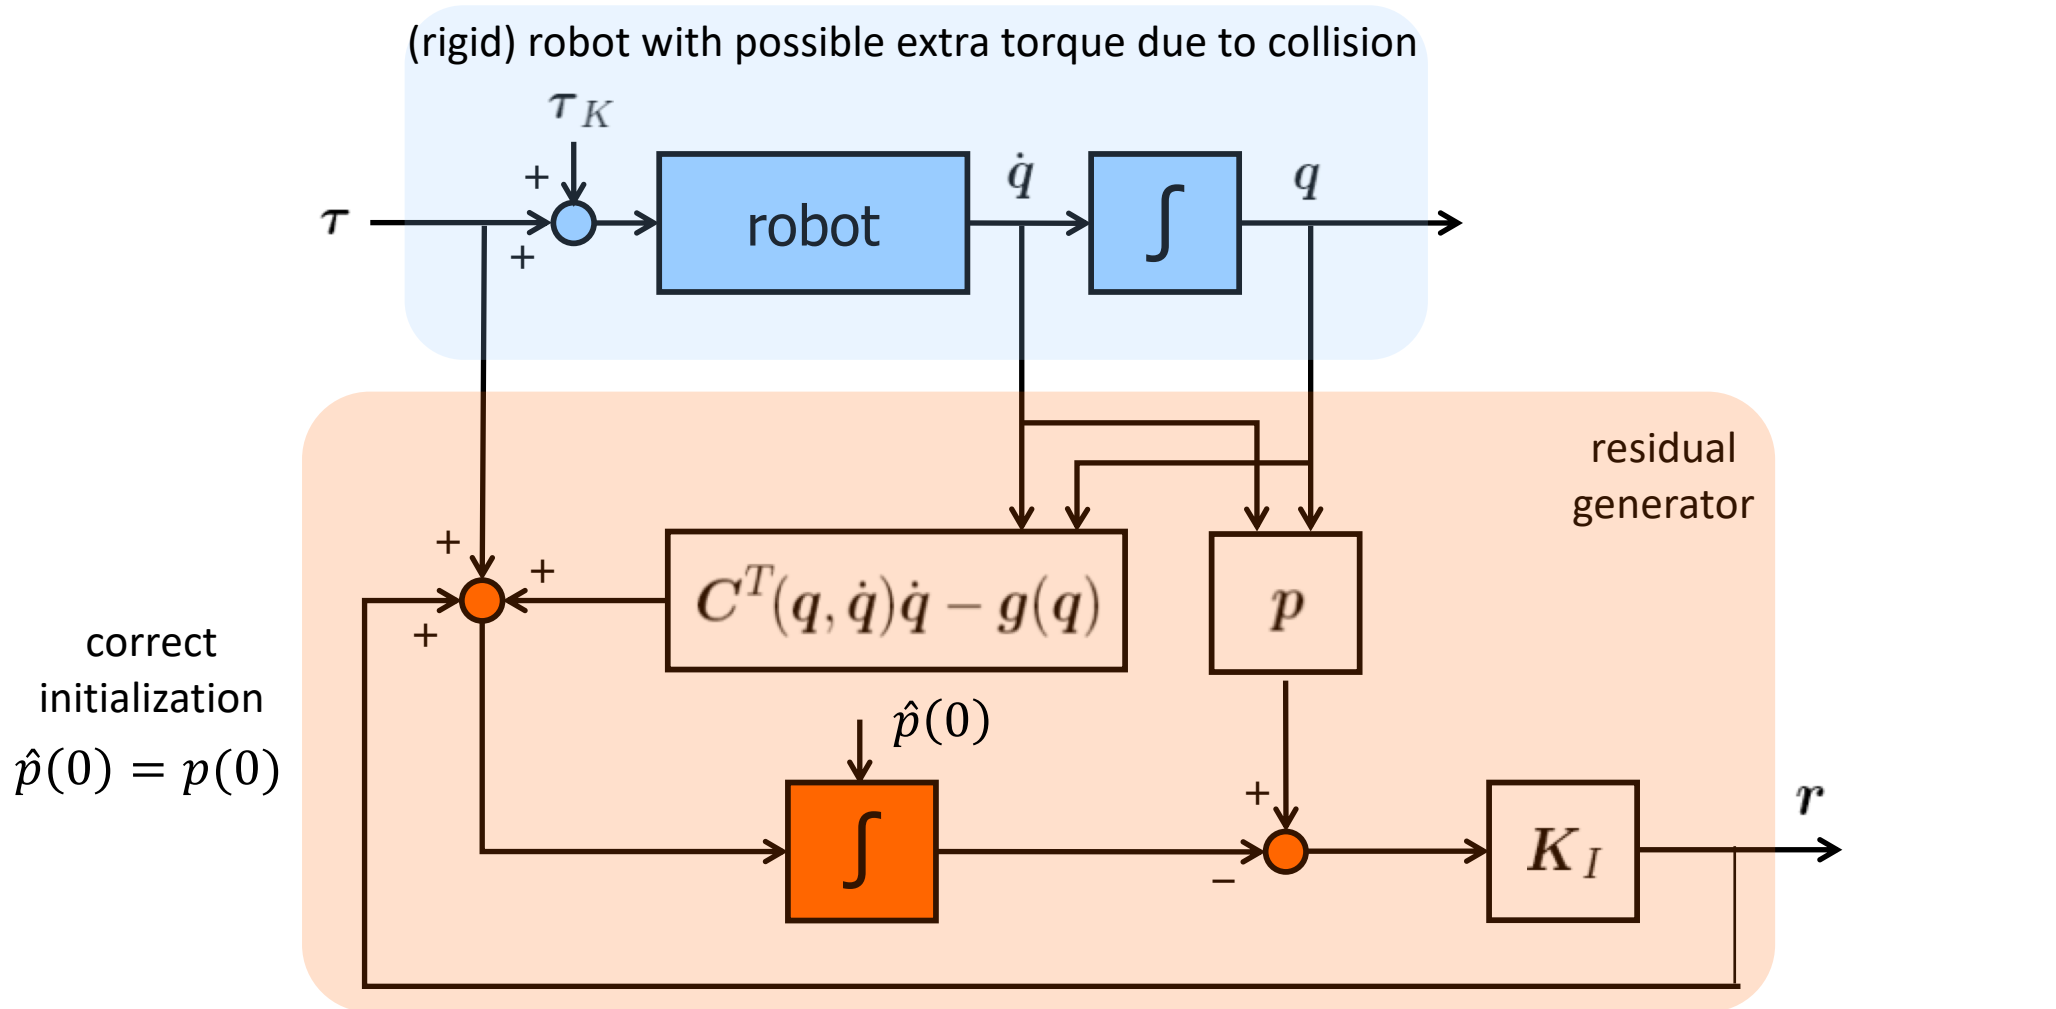 (rigid) robot with possible extra torque due to collision
τ_K
+
τ
+
robot
q̇
∫
q
residual
generator
+
+
+
C^T(q, q̇)q̇ − g(q)
p
correct
initialization
p̂(0) = p(0)
p̂(0)
∫
+
−
K_I
r